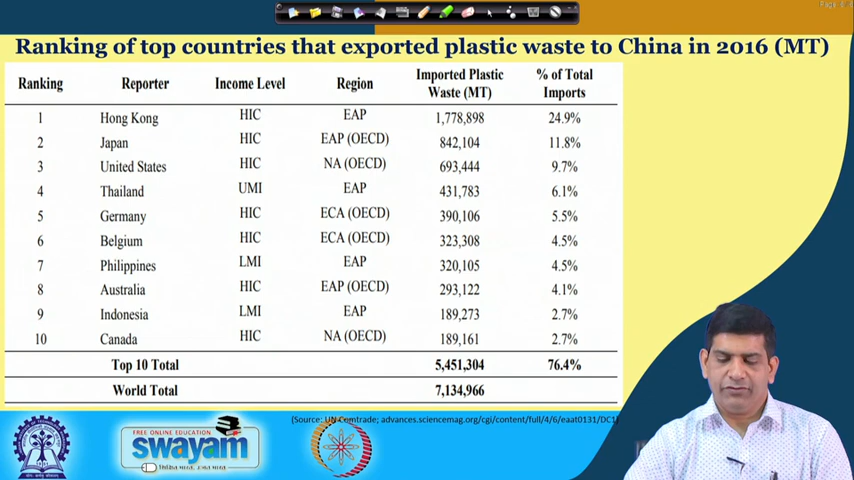 Ranking of top countries that exported plastic waste to China in 2016 (MT)
Ranking Reporter Income Level Region Imported Plastic Waste (MT) % of Total Imports
1 Hong Kong HIC EAP 1,778,898 24.9%
2 Japan HIC EAP (OECD) 842,104 11.8%
3 United States HIC NA (OECD) 693,444 9.7%
4 Thailand UMI EAP 431,783 6.1%
5 Germany HIC ECA (OECD) 390,106 5.5%
6 Belgium HIC ECA (OECD) 323,308 4.5%
7 Philippines LMI EAP 320,105 4.5%
8 Australia HIC EAP (OECD) 293,122 4.1%
9 Indonesia LMI EAP 189,273 2.7%
10 Canada HIC NA (OECD) 189,161 2.7%
Top 10 Total 5,451,304 76.4%
World Total 7,134,966
(Source: UN Comtrade; advances.sciencemag.org/cgi/content/full/4/6/eaat0131/DC1)
FREE ONLINE EDUCATION
swayam